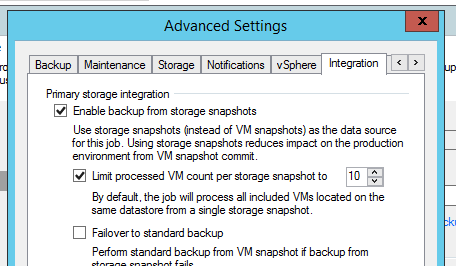 Advanced Settings
x
Backup Maintenance Storage Notifications vSphere Integration < >
Primary storage integration
Enable backup from storage snapshots
Use storage snapshots (instead of VM snapshots) as the data source
for this job. Using storage snapshots reduces impact on the production
environment from VM snapshot commit.
Limit processed VM count per storage snapshot to 10
By default, the job will process all included VMs located on the
same datastore from a single storage snapshot.
Failover to standard backup
Perform standard backup from VM snapshot if backup from
storage snapshot fails